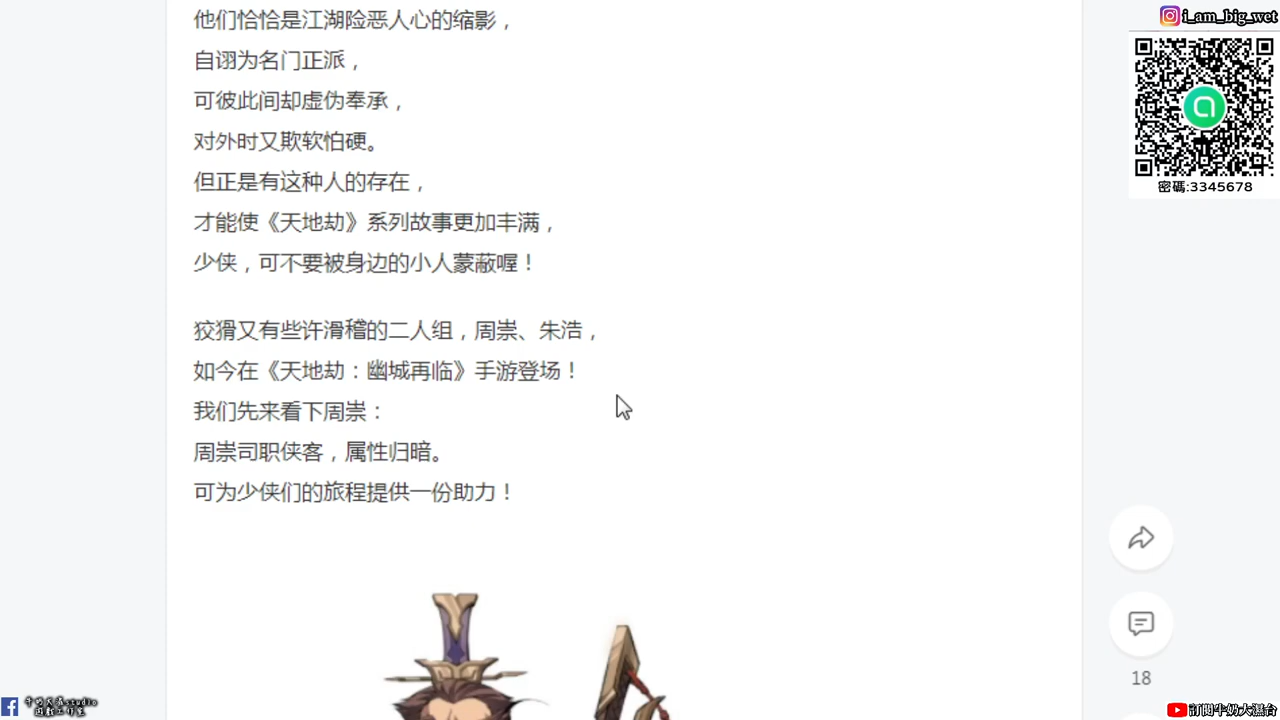 他们恰恰是江湖险恶人心的缩影，
自诩为名门正派，
可彼此间却虚伪奉承，
对外时又欺软怕硬。
但正是有这种人的存在，
才能使《天地劫》系列故事更加丰满，
少侠，可不要被身边的小人蒙蔽喔！
狡猾又有些许滑稽的二人组，周崇、朱浩，
如今在《天地劫：幽城再临》手游登场！
我们先来看下周崇：
周崇司职侠客，属性归暗。
可为少侠们的旅程提供一份助力！
i_am_big_wet
密碼:3345678
18
訂閱牛奶大濕台